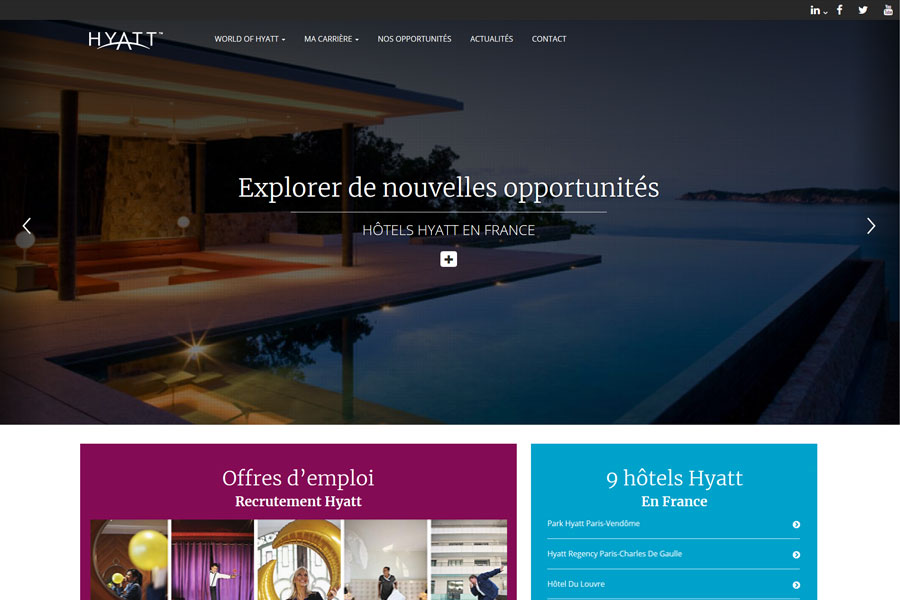 HYATT™
WORLD OF HYATT
MA CARRIÈRE
NOS OPPORTUNITÉS
ACTUALITÉS
CONTACT
Explorer de nouvelles opportunités
HÔTELS HYATT EN FRANCE
Offres d’emploi
Recrutement Hyatt
9 hôtels Hyatt
En France
Park Hyatt Paris-Vendôme
Hyatt Regency Paris-Charles De Gaulle
Hôtel Du Louvre